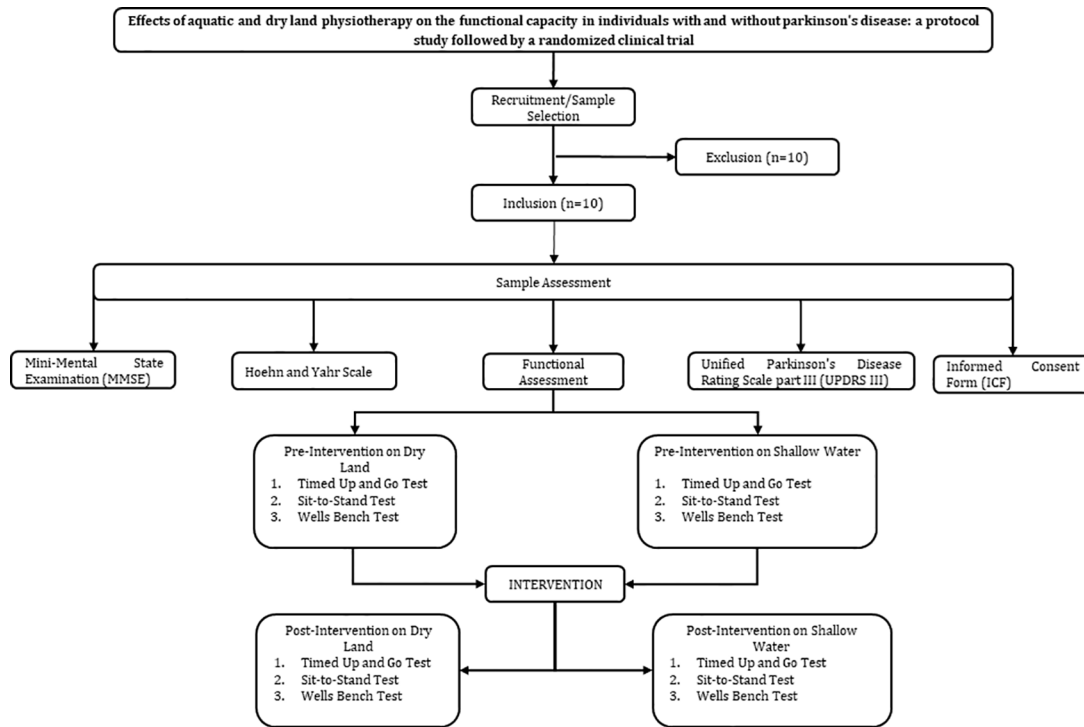 Effects of aquatic and dry land physiotherapy on the functional capacity in individuals with and without parkinson's disease: a protocol
study followed by a randomized clinical trial
Recruitment/Sample
Selection
Exclusion (n=10)
Inclusion (n=10)
Sample Assessment
Mini-Mental State
Examination (MMSE)
Hoehn and Yahr Scale
Functional
Assessment
Unified Parkinson's Disease
Rating Scale part III (UPDRS III)
Informed Consent
Form (ICF)
Pre-Intervention on Dry
Land
1. Timed Up and Go Test
2. Sit-to-Stand Test
3. Wells Bench Test
Pre-Intervention on Shallow Water
1. Timed Up and Go Test
2. Sit-to-Stand Test
3. Wells Bench Test
INTERVENTION
Post-Intervention on Dry
Land
1. Timed Up and Go Test
2. Sit-to-Stand Test
3. Wells Bench Test
Post-Intervention on Shallow
Water
1. Timed Up and Go Test
2. Sit-to-Stand Test
3. Wells Bench Test